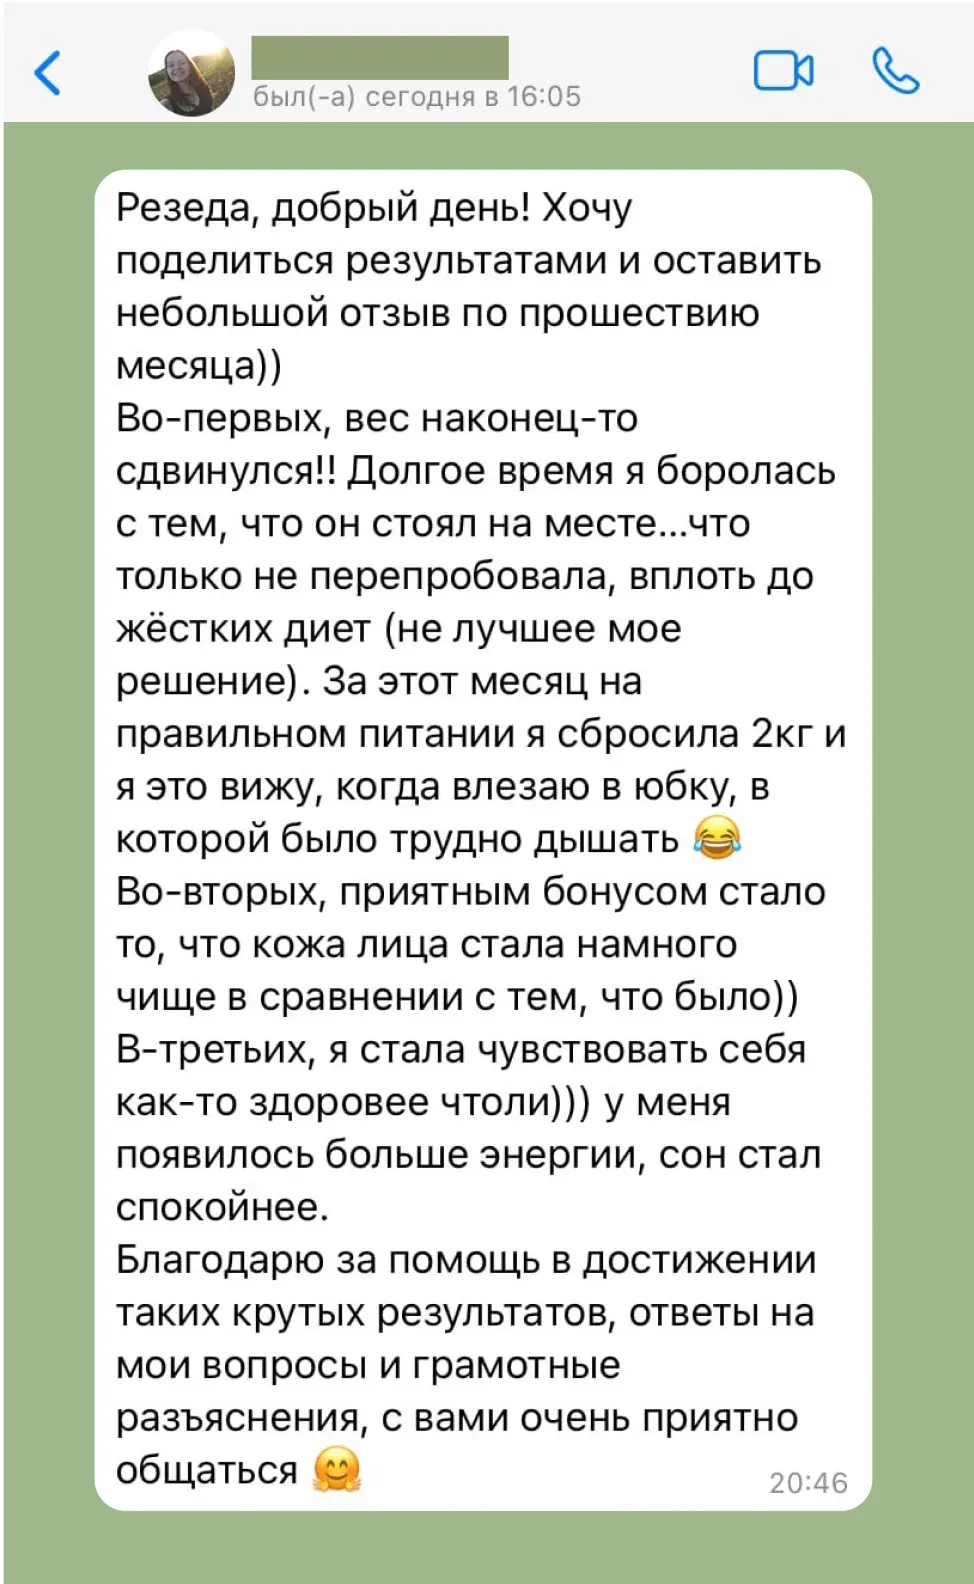 был(-а) сегодня в 16:05
Резеда, добрый день! Хочу
поделиться результатами и оставить
небольшой отзыв по прошествию
месяца))
Во-первых, вес наконец-то
сдвинулся!! Долгое время я боролась
с тем, что он стоял на месте...что
только не перепробовала, вплоть до
жёстких диет (не лучшее мое
решение). За этот месяц на
правильном питании я сбросила 2кг и
я это вижу, когда влезаю в юбку, в
которой было трудно дышать 😂
Во-вторых, приятным бонусом стало
то, что кожа лица стала намного
чище в сравнении с тем, что было))
В-третьих, я стала чувствовать себя
как-то здоровее чтоли))) у меня
появилось больше энергии, сон стал
спокойнее.
Благодарю за помощь в достижении
таких крутых результатов, ответы на
мои вопросы и грамотные
разъяснения, с вами очень приятно
общаться 🤗
20:46